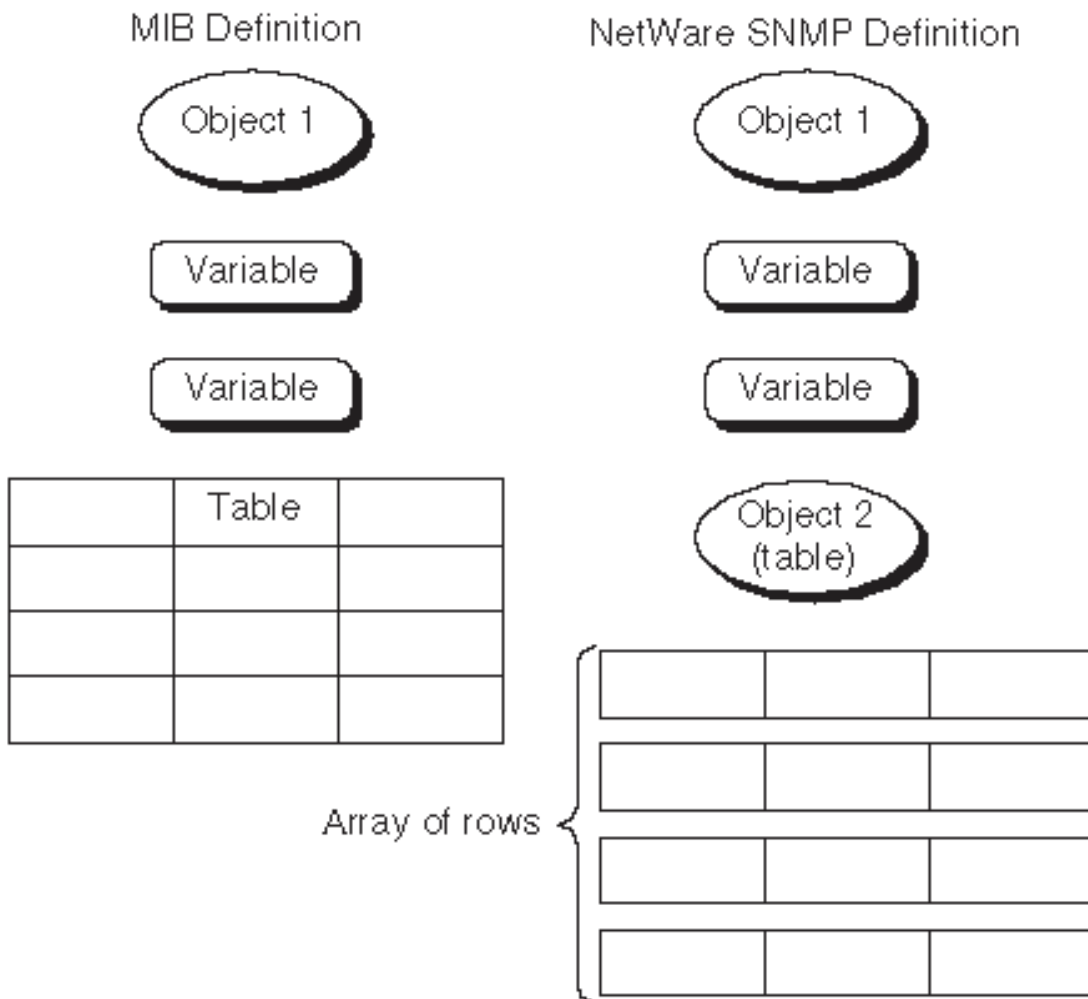 MIB Definition
Object 1
Variable
Variable
Table
NetWare SNMP Definition
Object 1
Variable
Variable
Object 2
(table)
Array of rows